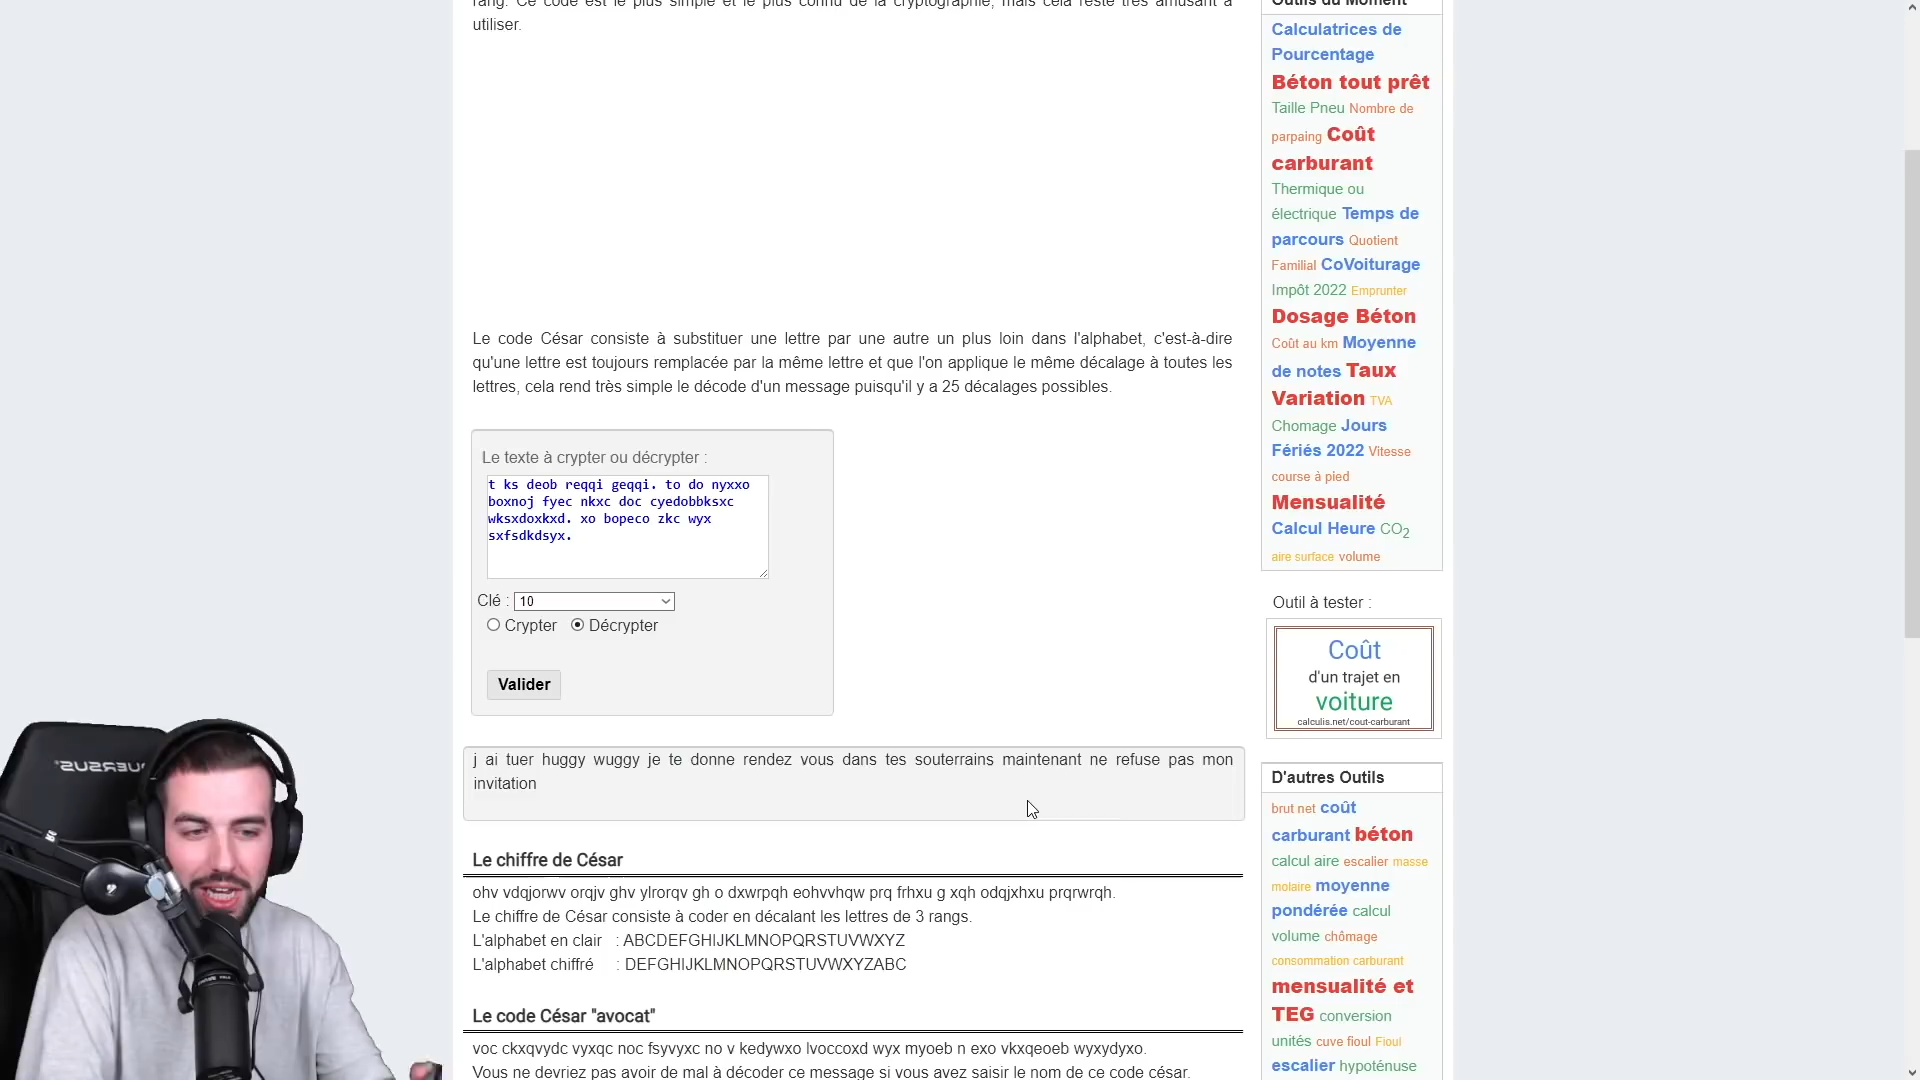 rang. Ce code est le plus simple et le plus connu de la cryptographie, mais cela reste très amusant à
utiliser.
Le code César consiste à substituer une lettre par une autre un plus loin dans l'alphabet, c'est-à-dire
qu'une lettre est toujours remplacée par la même lettre et que l'on applique le même décalage à toutes les
lettres, cela rend très simple le décode d'un message puisqu'il y a 25 décalages possibles.
Le texte à crypter ou décrypter :
t ks deob reqqi geqqi. to do nyxxo
boxnoj fyec nkxc doc cyedobbksxc
wksxdoxkxd. xo bopeco zkc wyx
sxfsdkdsyx.
Clé : 10
Crypter Décrypter
Valider
j ai tuer huggy wuggy je te donne rendez vous dans tes souterrains maintenant ne refuse pas mon
invitation
Le chiffre de César
ohv vdqjorwv orqjv ghv ylrorqv gh o dxwrpqh eohvvhqw prq frhxu g xqh odqjxhxu prqrwrqh.
Le chiffre de César consiste à coder en décalant les lettres de 3 rangs.
L'alphabet en clair : ABCDEFGHIJKLMNOPQRSTUVWXYZ
L'alphabet chiffré : DEFGHIJKLMNOPQRSTUVWXYZABC
Le code César "avocat"
voc ckxqvydc vyxqc noc fsyvyxc no v kedywxo lvoccoxd wyx myoeb n exo vkxqeoeb wyxydyxo.
Vous ne devriez pas avoir de mal à décoder ce message si vous avez saisir le nom de ce code césar.
Outils du Moment
Calculatrices de
Pourcentage
Béton tout prêt
Taille Pneu Nombre de
parpaing Coût
carburant
Thermique ou
électrique Temps de
parcours Quotient
Familial CoVoiturage
Impôt 2022 Emprunter
Dosage Béton
Coût au km Moyenne
de notes Taux
Variation TVA
Chomage Jours
Fériés 2022 Vitesse
course à pied
Mensualité
Calcul Heure CO2
aire surface volume
Outil à tester :
Coût
d'un trajet en
voiture
calculis.net/cout-carburant
D'autres Outils
brut net coût
carburant béton
calcul aire escalier masse
molaire moyenne
pondérée calcul
volume chômage
consommation carburant
mensualité et
TEG conversion
unités cuve fioul Fioul
escalier hypoténuse